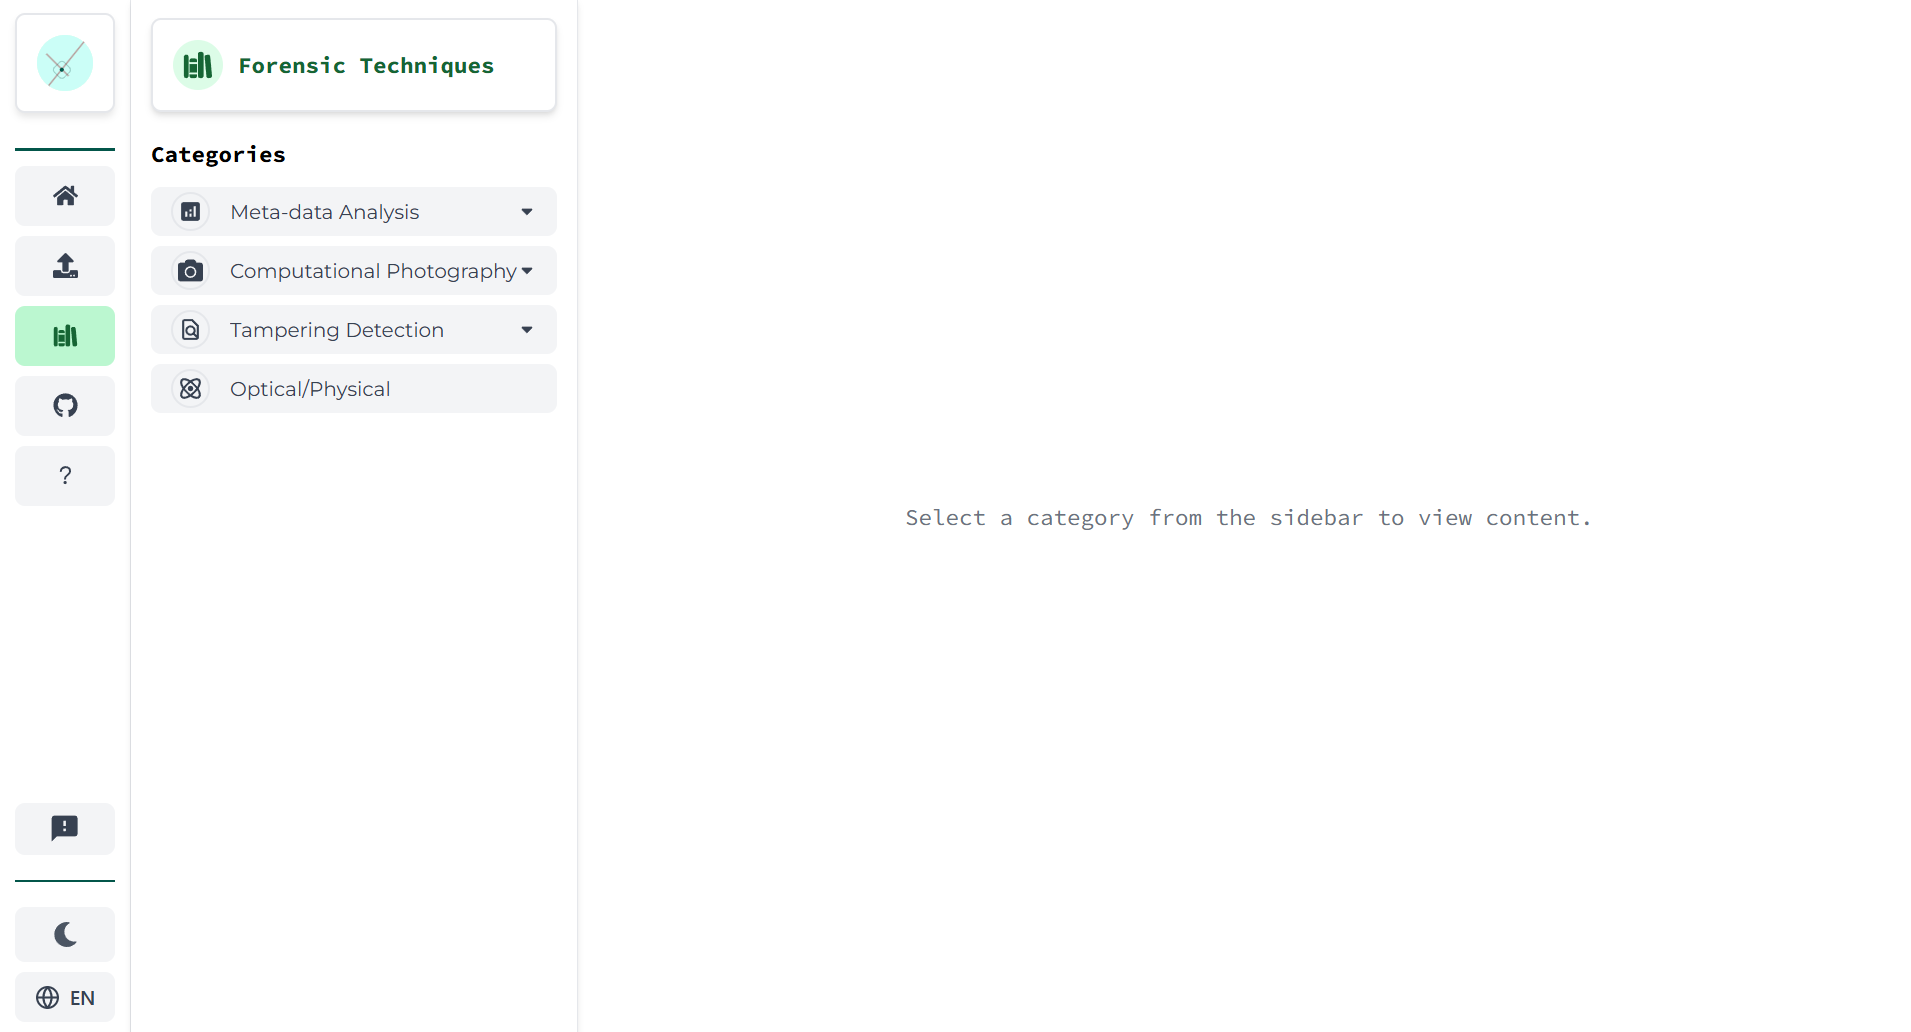 Forensic Techniques
Categories
Meta-data Analysis
Computational Photography
Tampering Detection
Optical/Physical
?
EN
Select a category from the sidebar to view content.